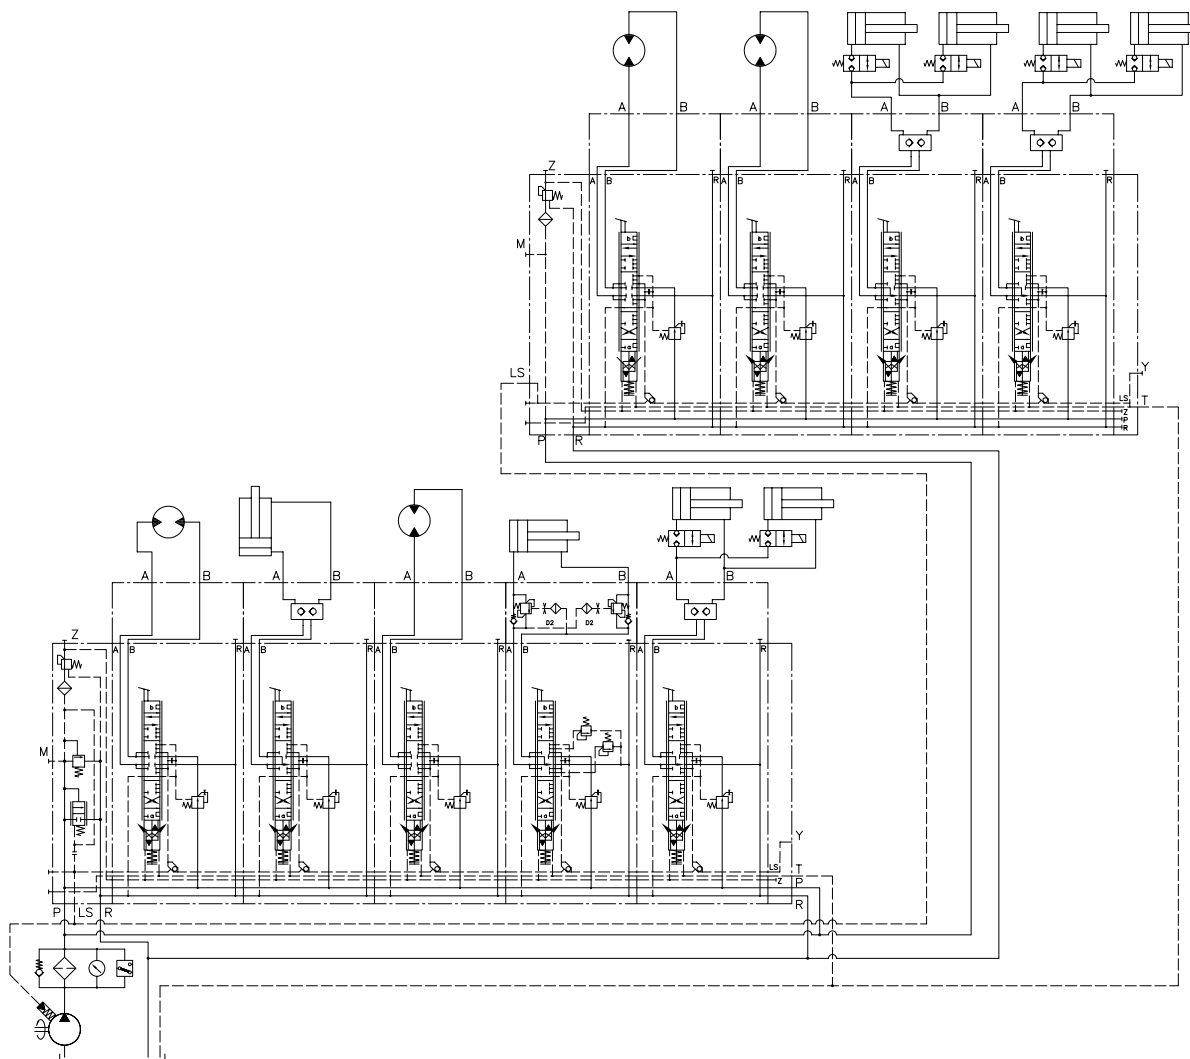 A B A B A B A B
Z
A B R A B R A B R A B R
b b b b
M
a a a a
LS
Y
LS T
Z
P
R
P R
A B A B A B A B A B
D2 D2
Z
A B R A B R A B R A B R A B R
b b b b b
M
a a a a a
Y
LS T
Z P
R
P LS R